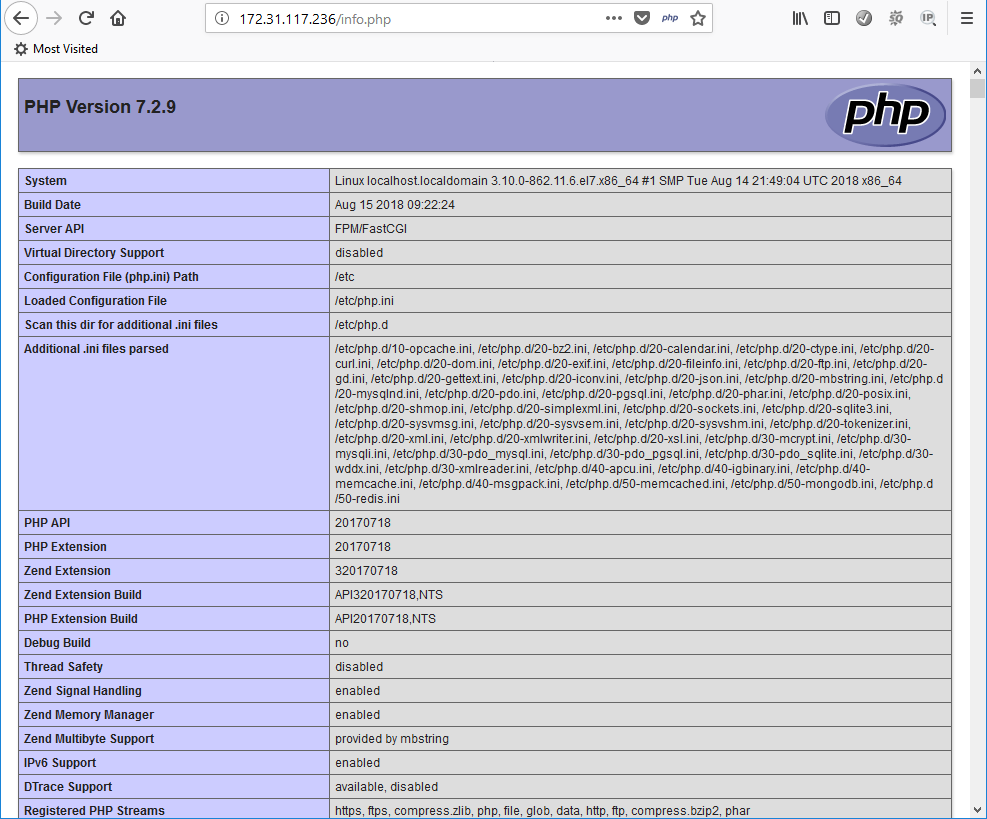 172.31.117.236/info.php
php
Most Visited
PHP Version 7.2.9
php
System Linux localhost.localdomain 3.10.0-862.11.6.el7.x86_64 #1 SMP Tue Aug 14 21:49:04 UTC 2018 x86_64
Build Date Aug 15 2018 09:22:24
Server API FPM/FastCGI
Virtual Directory Support disabled
Configuration File (php.ini) Path /etc
Loaded Configuration File /etc/php.ini
Scan this dir for additional .ini files /etc/php.d
Additional .ini files parsed /etc/php.d/10-opcache.ini, /etc/php.d/20-bz2.ini, /etc/php.d/20-calendar.ini, /etc/php.d/20-ctype.ini, /etc/php.d/20-
curl.ini, /etc/php.d/20-dom.ini, /etc/php.d/20-exif.ini, /etc/php.d/20-fileinfo.ini, /etc/php.d/20-ftp.ini, /etc/php.d/20-
gd.ini, /etc/php.d/20-gettext.ini, /etc/php.d/20-iconv.ini, /etc/php.d/20-json.ini, /etc/php.d/20-mbstring.ini, /etc/php.d
/20-mysqlnd.ini, /etc/php.d/20-pdo.ini, /etc/php.d/20-pgsql.ini, /etc/php.d/20-phar.ini, /etc/php.d/20-posix.ini,
/etc/php.d/20-shmop.ini, /etc/php.d/20-simplexml.ini, /etc/php.d/20-sockets.ini, /etc/php.d/20-sqlite3.ini,
/etc/php.d/20-sysvmsg.ini, /etc/php.d/20-sysvsem.ini, /etc/php.d/20-sysvshm.ini, /etc/php.d/20-tokenizer.ini,
/etc/php.d/20-xml.ini, /etc/php.d/20-xmlwriter.ini, /etc/php.d/20-xsl.ini, /etc/php.d/30-mcrypt.ini, /etc/php.d/30-
mysqli.ini, /etc/php.d/30-pdo_mysql.ini, /etc/php.d/30-pdo_pgsql.ini, /etc/php.d/30-pdo_sqlite.ini, /etc/php.d/30-
wddx.ini, /etc/php.d/30-xmlreader.ini, /etc/php.d/40-apcu.ini, /etc/php.d/40-igbinary.ini, /etc/php.d/40-
memcache.ini, /etc/php.d/40-msgpack.ini, /etc/php.d/50-memcached.ini, /etc/php.d/50-mongodb.ini, /etc/php.d
/50-redis.ini
PHP API 20170718
PHP Extension 20170718
Zend Extension 320170718
Zend Extension Build API320170718,NTS
PHP Extension Build API20170718,NTS
Debug Build no
Thread Safety disabled
Zend Signal Handling enabled
Zend Memory Manager enabled
Zend Multibyte Support provided by mbstring
IPv6 Support enabled
DTrace Support available, disabled
Registered PHP Streams https, ftps, compress.zlib, php, file, glob, data, http, ftp, compress.bzip2, phar